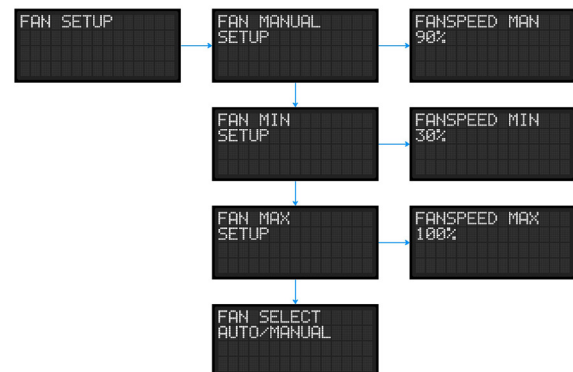 FAN SETUP
FAN MANUAL
SETUP
FANSPEED MAN
90%
FAN MIN
SETUP
FANSPEED MIN
30%
FAN MAX
SETUP
FANSPEED MAX
100%
FAN SELECT
AUTO/MANUAL